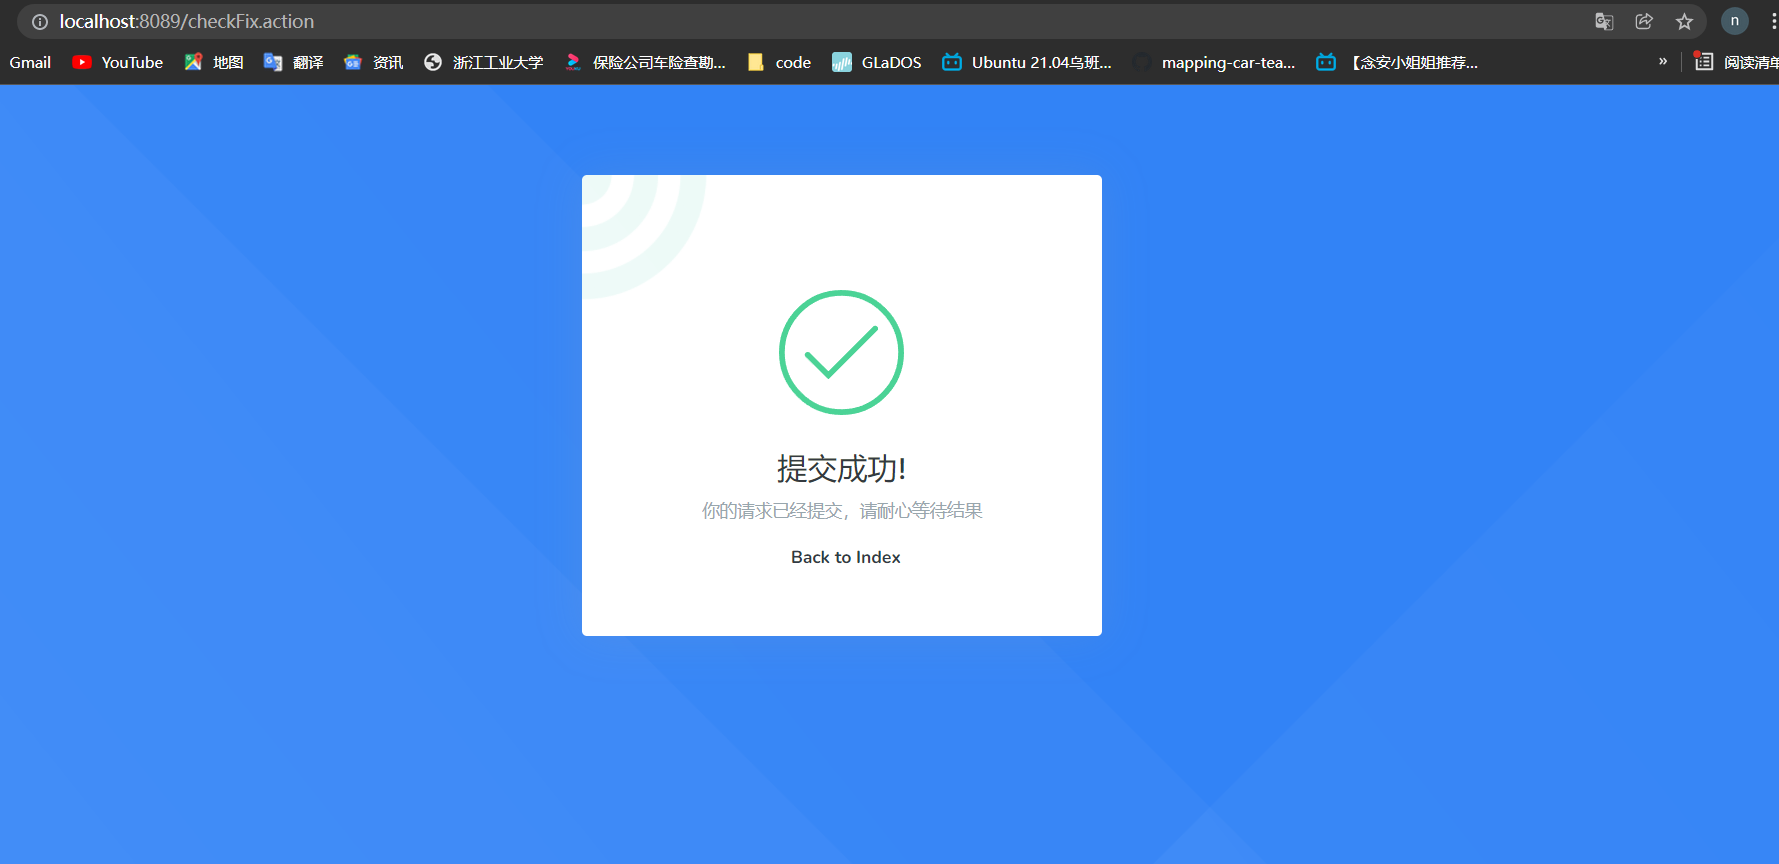 localhost:8089/checkFix.action
n
Gmail YouTube 地图 翻译 资讯 浙江工业大学 保险公司车险查勘... code GLaDOS Ubuntu 21.04乌班... mapping-car-tea... 【念安小姐姐推荐... » 阅读清单
提交成功!
你的请求已经提交，请耐心等待结果
Back to Index